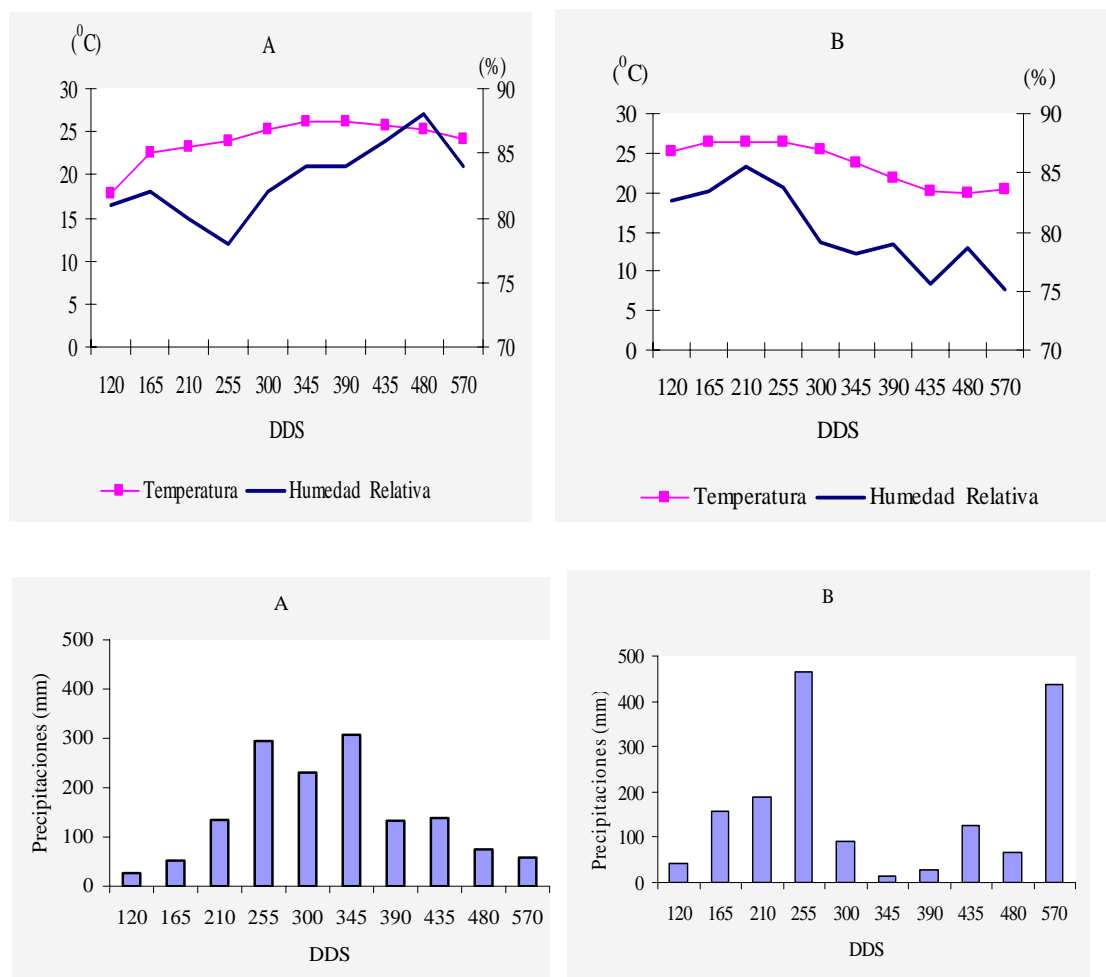 A
(⁰C)
(%)
30
25
20
15
10
5
0
90
85
80
75
70
120 165 210 255 300 345 390 435 480 570
DDS
Temperatura Humedad Relativa
B
(⁰C)
(%)
30
25
20
15
10
5
0
90
85
80
75
70
120 165 210 255 300 345 390 435 480 570
DDS
Temperatura Humedad Relativa
A
Precipitaciones (mm)
500
400
300
200
100
0
120 165 210 255 300 345 390 435 480 570
DDS
B
Precipitaciones (mm)
500
400
300
200
100
0
120 165 210 255 300 345 390 435 480 570
DDS